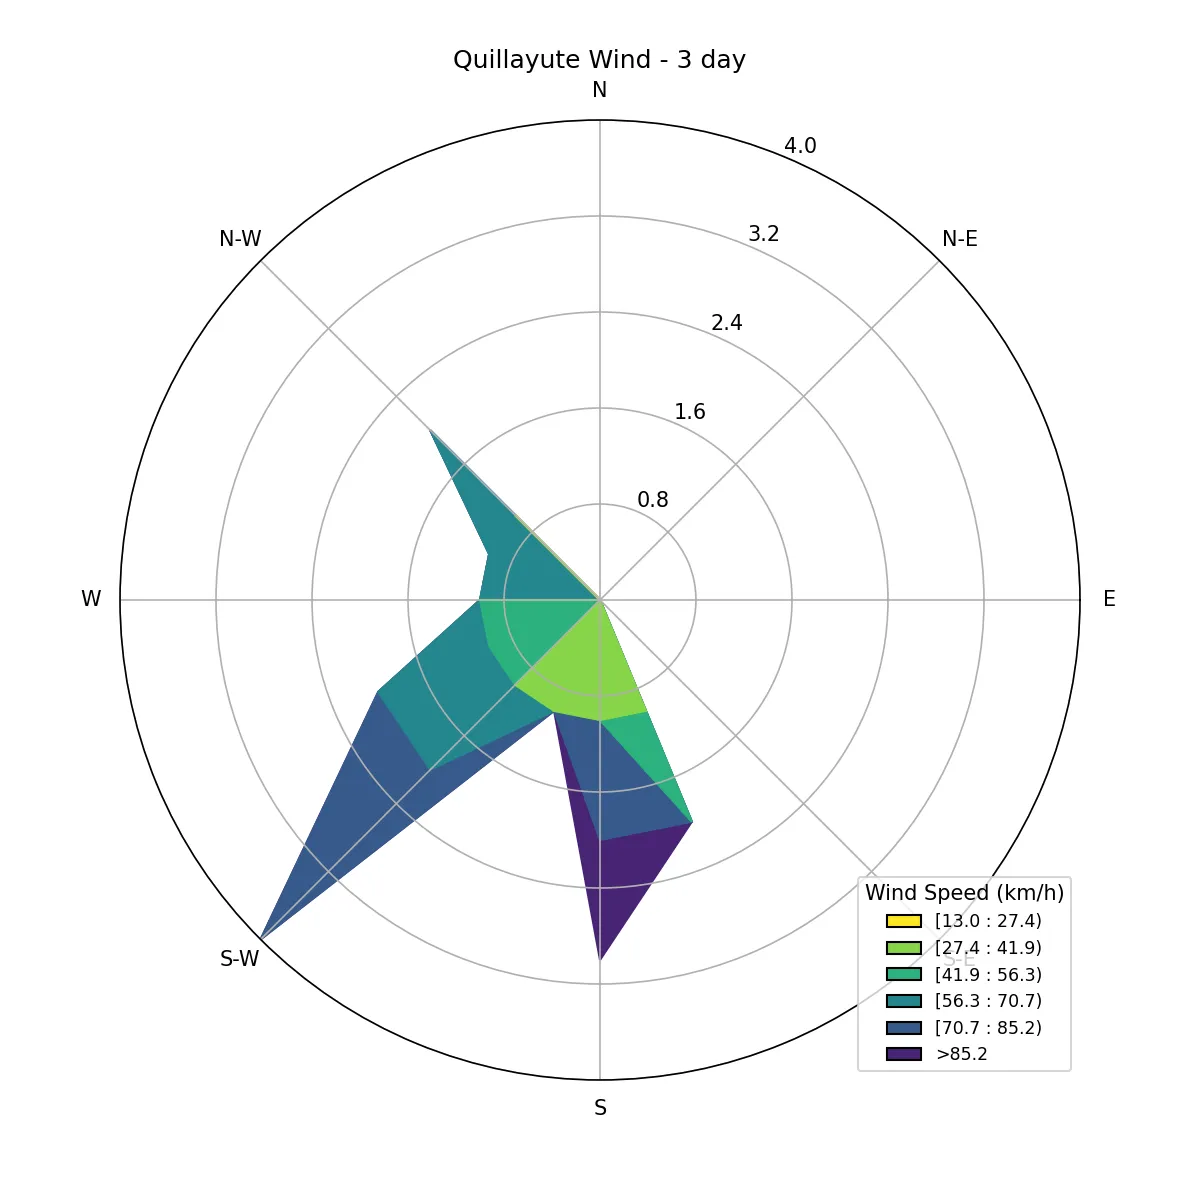 Quillayute Wind - 3 day
N
4.0
N-W
3.2
N-E
2.4
1.6
0.8
W
E
S-W
S-E
S
Wind Speed (km/h)
[13.0 : 27.4)
[27.4 : 41.9)
[41.9 : 56.3)
[56.3 : 70.7)
[70.7 : 85.2)
>85.2